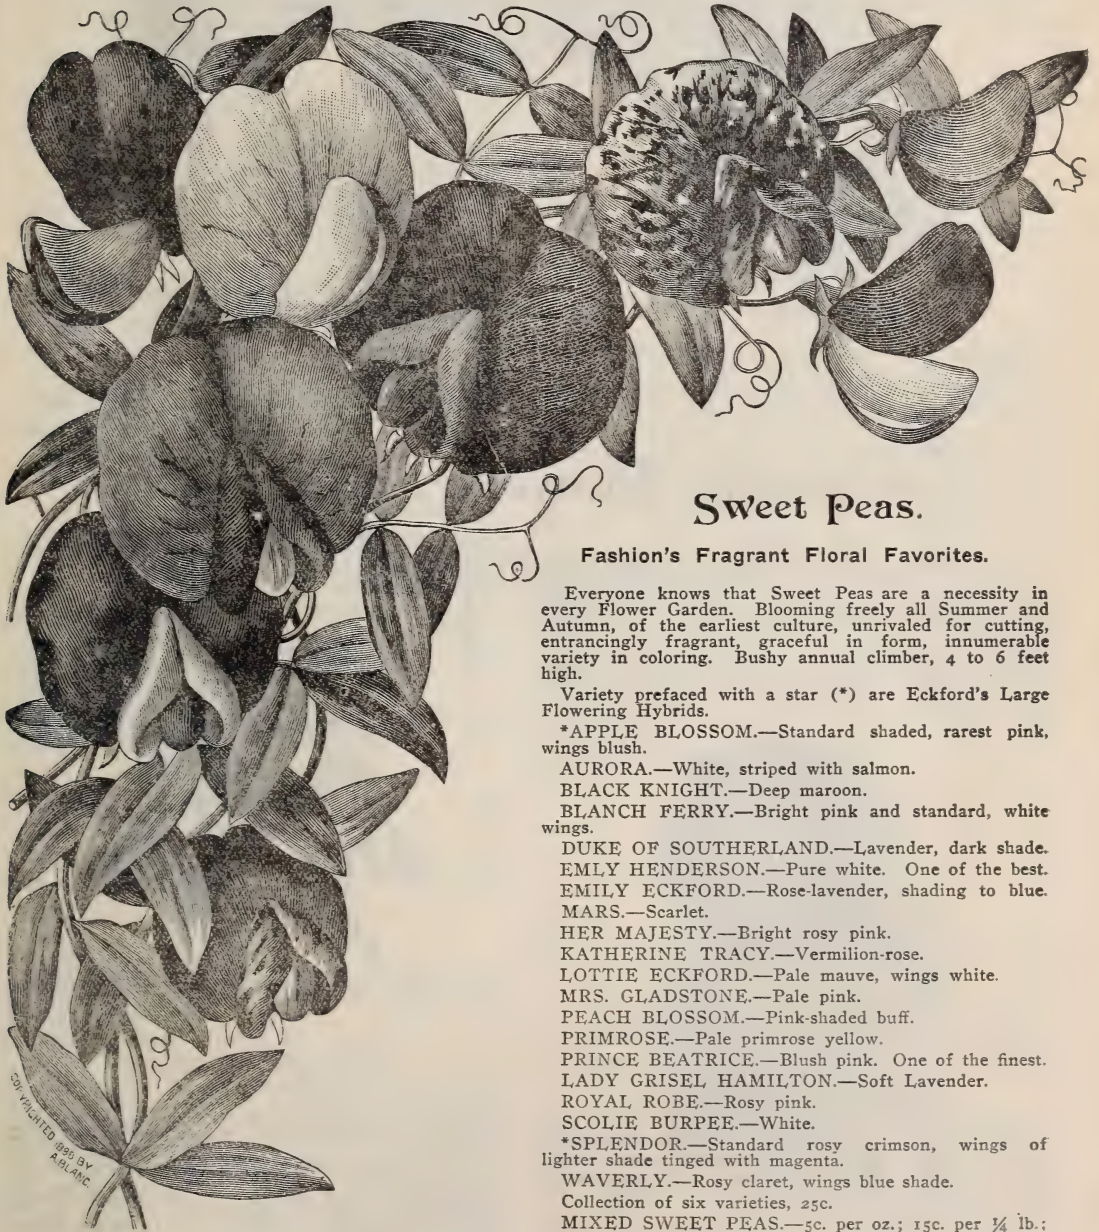 Sweet Peas.
Fashion's Fragrant Floral Favorites.
Everyone knows that Sweet Peas are a necessity in
every Flower Garden. Blooming freely all Summer and
Autumn, of the earliest culture, unrivaled for cutting,
entrancingly fragrant, graceful in form, innumerable
variety in coloring. Bushy annual climber, 4 to 6 feet
high.
Variety prefaced with a star (*) are Eckford's Large
Flowering Hybrids.
*APPLE BLOSSOM.—Standard shaded, rarest pink,
wings blush.
AURORA.—White, striped with salmon.
BLACK KNIGHT.—Deep maroon.
BLANCH FERRY.—Bright pink and standard, white
wings.
DUKE OF SOUTHERLAND.—Lavender, dark shade.
EMLY HENDERSON.—Pure white. One of the best.
EMILY ECKFORD.—Rose-lavender, shading to blue.
MARS.—Scarlet.
HER MAJESTY.—Bright rosy pink.
KATHERINE TRACY.—Vermilion-rose.
LOTTIE ECKFORD.—Pale mauve, wings white.
MRS. GLADSTONE.—Pale pink.
PEACH BLOSSOM.—Pink-shaded buff.
PRIMROSE.—Pale primrose yellow.
PRINCE BEATRICE.—Blush pink. One of the finest.
LADY GRISEL HAMILTON.—Soft Lavender.
ROYAL ROBE.—Rosy pink.
SCOLIE BURPEE.—White.
*SPLENDOR.—Standard rosy crimson, wings of
lighter shade tinged with magenta.
WAVERLY.—Rosy claret, wings blue shade.
Collection of six varieties, 25c.
MIXED SWEET PEAS.—5c. per oz.; 15c. per ¼ lb.;
COPYRIGHTED 1898 BY
A.BLANC.